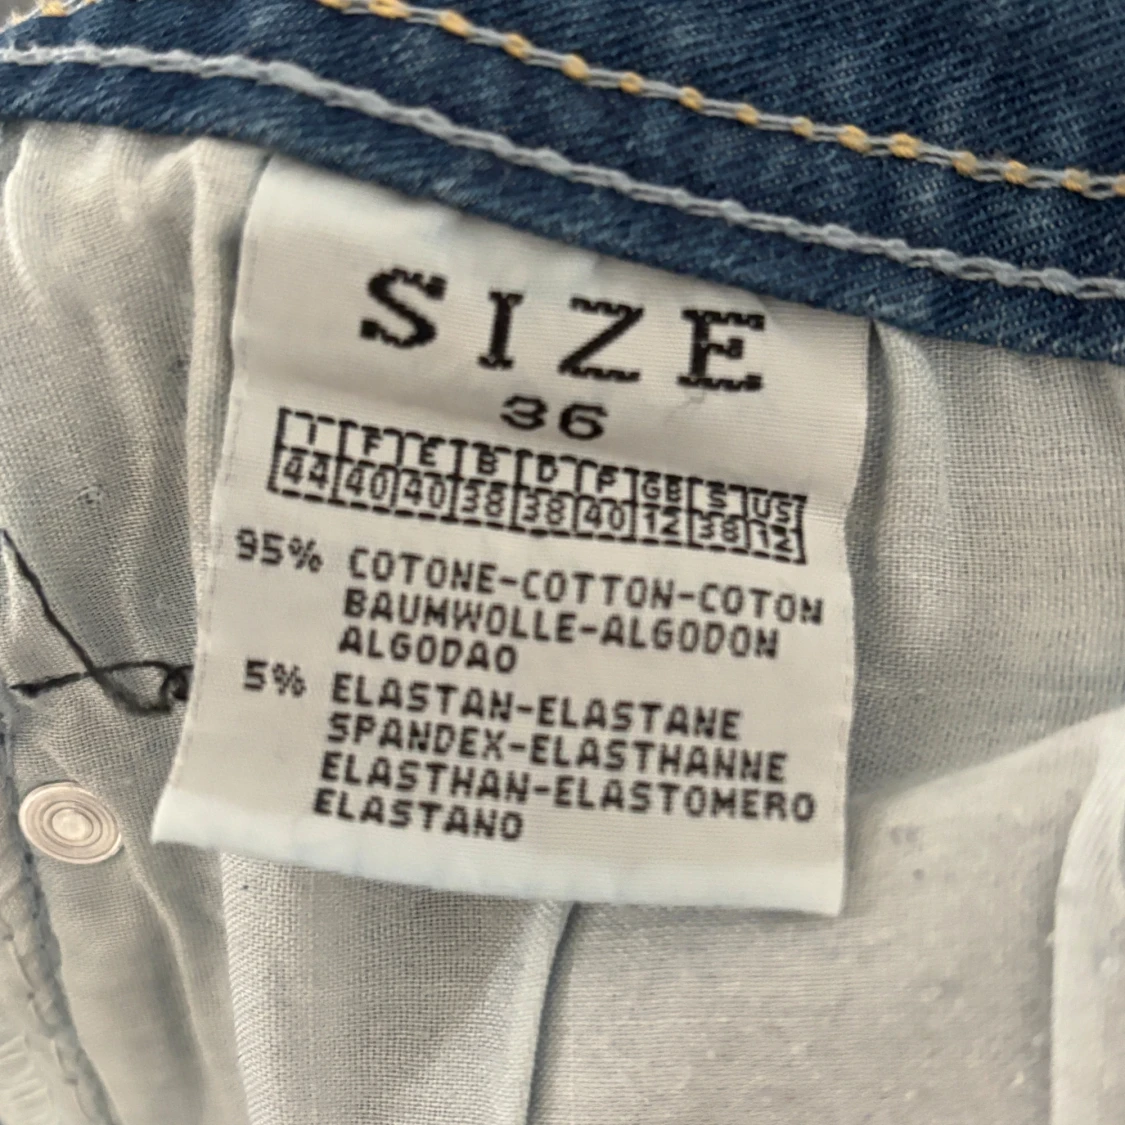 SIZE
36
I F E B D P GB S US
44 40 40 38 38 40 12 38 12
95% COTONE-COTTON-COTON
BAUMWOLLE-ALGODON
ALGODAO
5% ELASTAN-ELASTANE
SPANDEX-ELASTHANNE
ELASTHAN-ELASTOMERO
ELASTANO